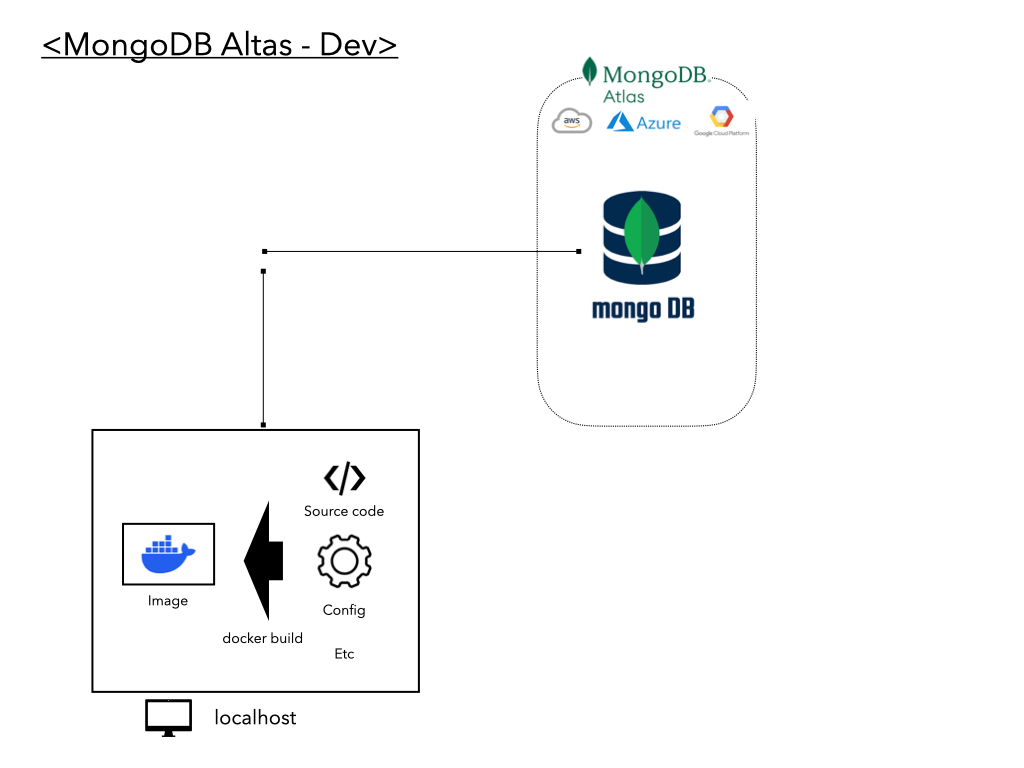 <MongoDB Altas - Dev>
MongoDB.
Atlas
aws
Azure
Google Cloud Platform
mongo DB
</>
Source code
Image
Config
docker build
Etc
localhost